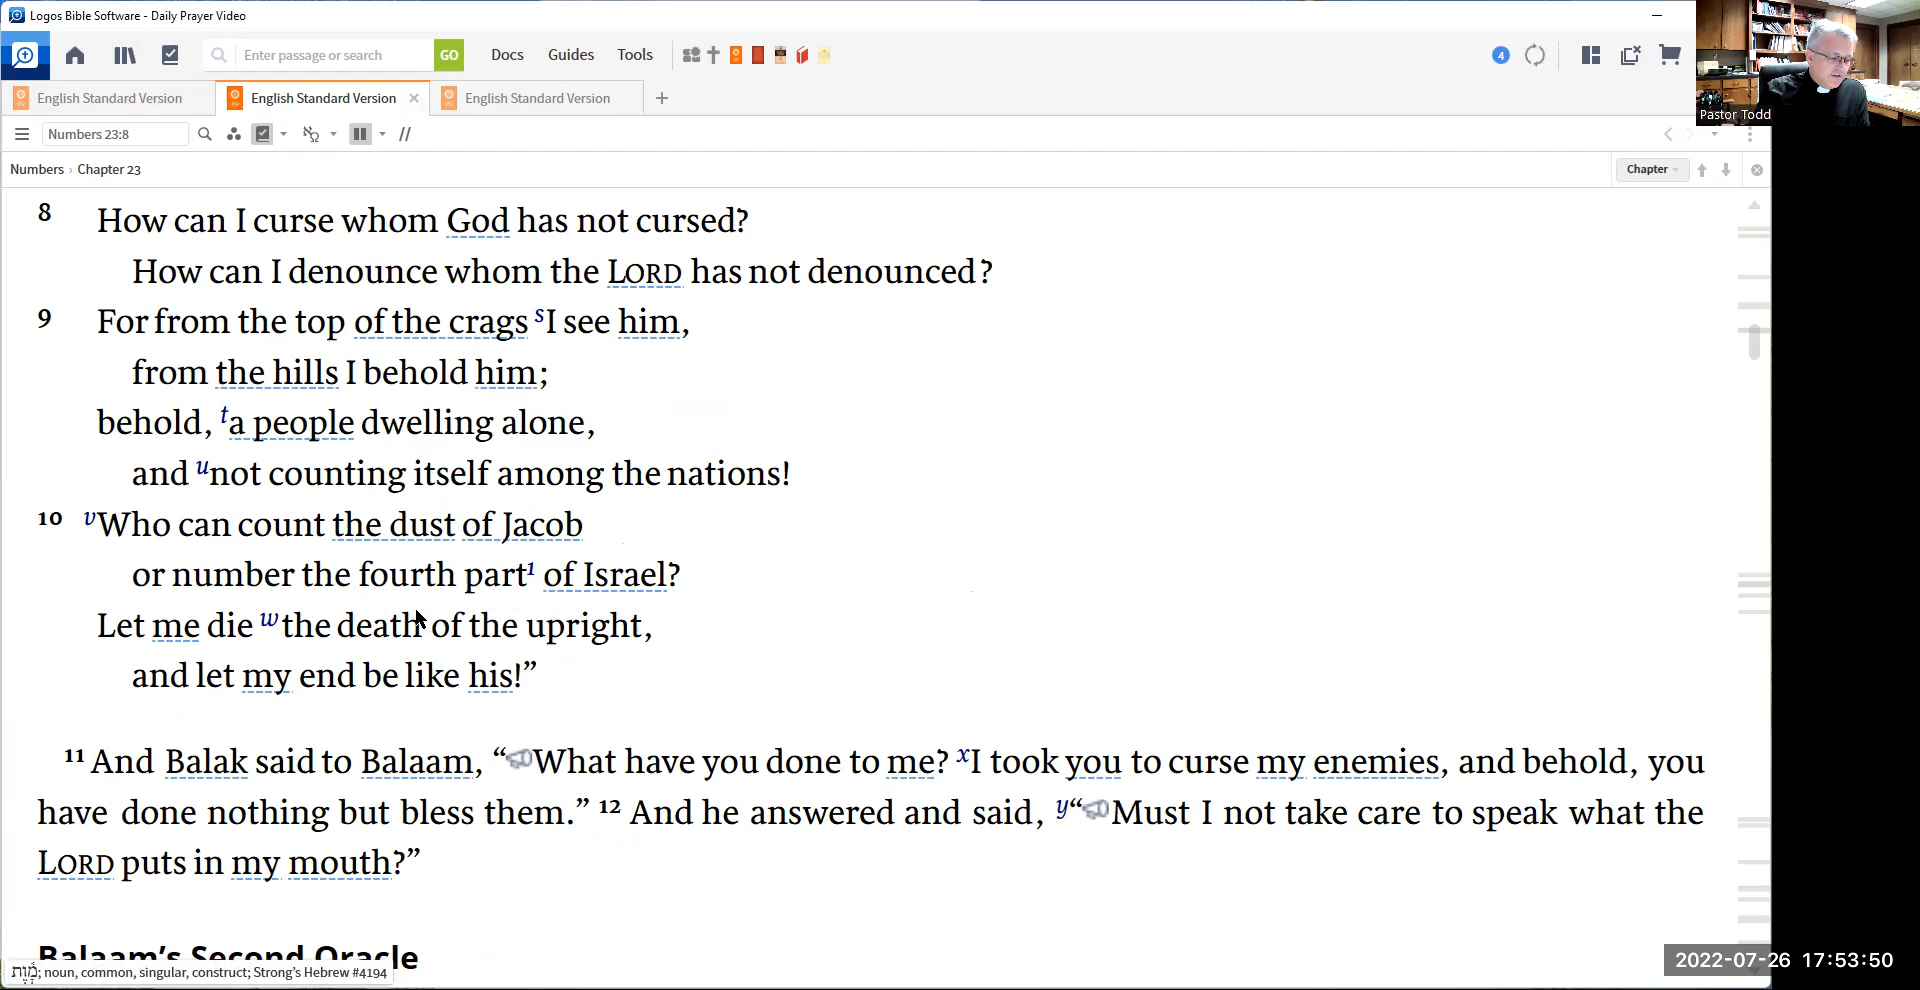 Logos Bible Software - Daily Prayer Video
Enter passage or search GO Docs Guides Tools 4
English Standard Version English Standard Version × English Standard Version +
Pastor Todd
Numbers 23:8
Numbers › Chapter 23 Chapter
8 How can I curse whom God has not cursed?
How can I denounce whom the LORD has not denounced?
9 For from the top of the crags sI see him,
from the hills I behold him;
behold, ta people dwelling alone,
and unot counting itself among the nations!
10 vWho can count the dust of Jacob
or number the fourth part1 of Israel?
Let me die wthe death of the upright,
and let my end be like his!”
11 And Balak said to Balaam, “What have you done to me? xI took you to curse my enemies, and behold, you
have done nothing but bless them.” 12 And he answered and said, y“Must I not take care to speak what the
LORD puts in my mouth?”
Balaam’s Second Oracle
; noun, common, singular, construct; Strong’s Hebrew #4194
2022-07-26 17:53:50